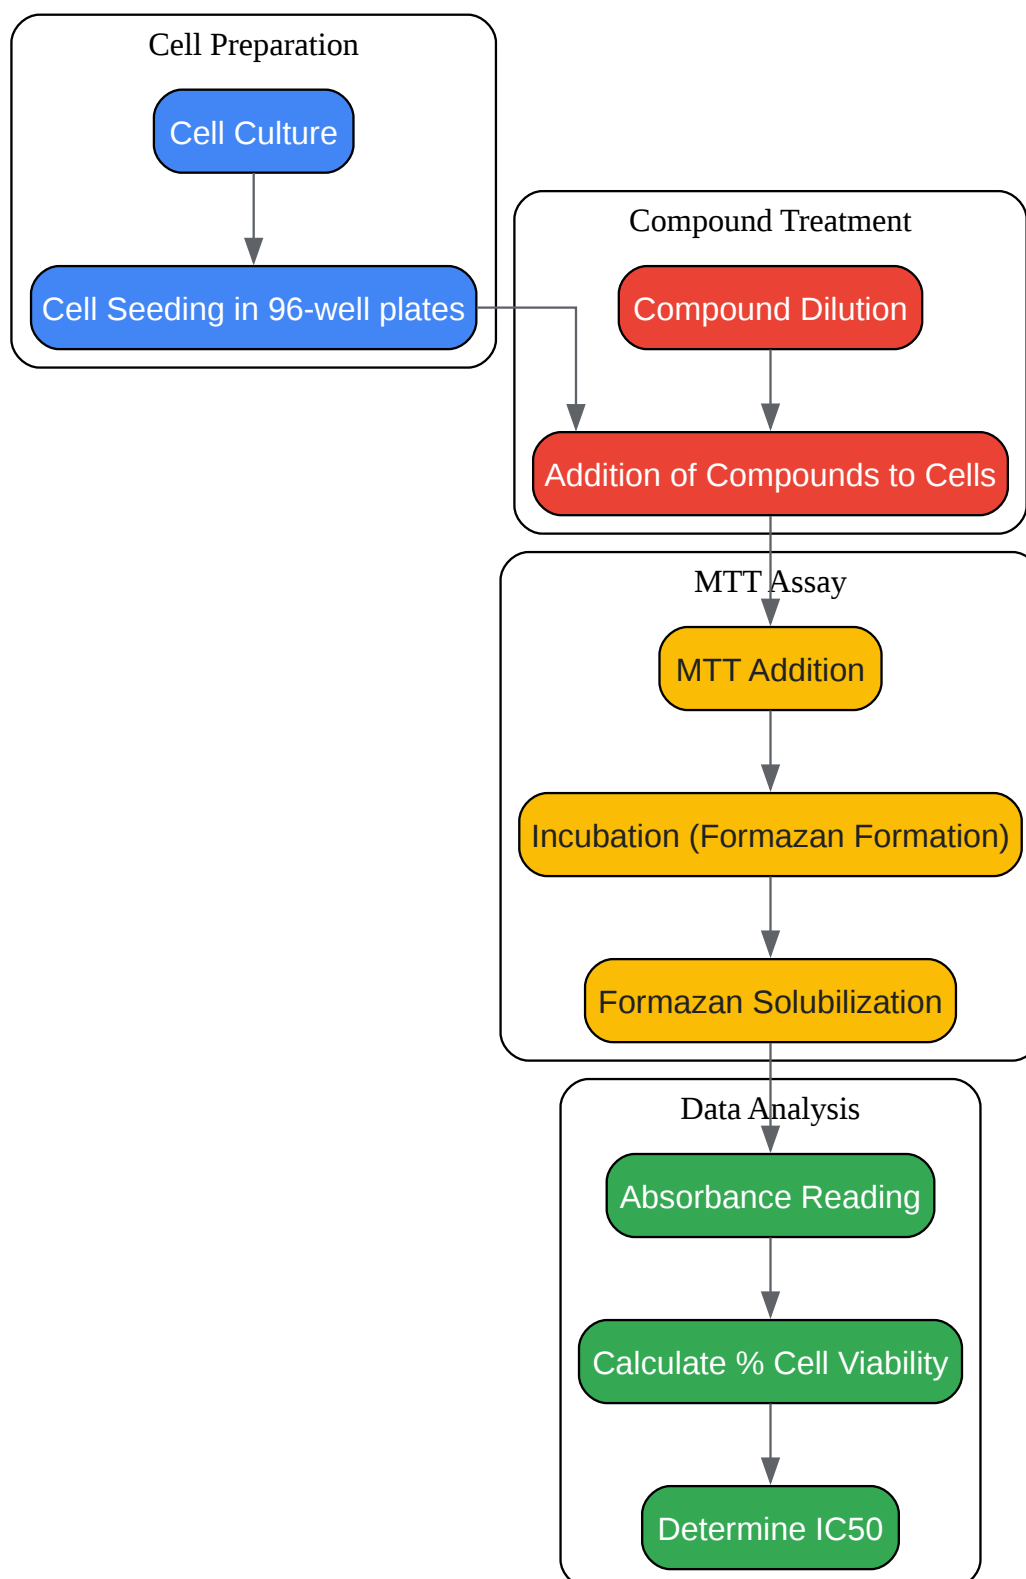 Cell Preparation
Cell Culture
Cell Seeding in 96-well plates
Compound Treatment
Compound Dilution
Addition of Compounds to Cells
MTT Assay
MTT Addition
Incubation (Formazan Formation)
Formazan Solubilization
Data Analysis
Absorbance Reading
Calculate % Cell Viability
Determine IC50